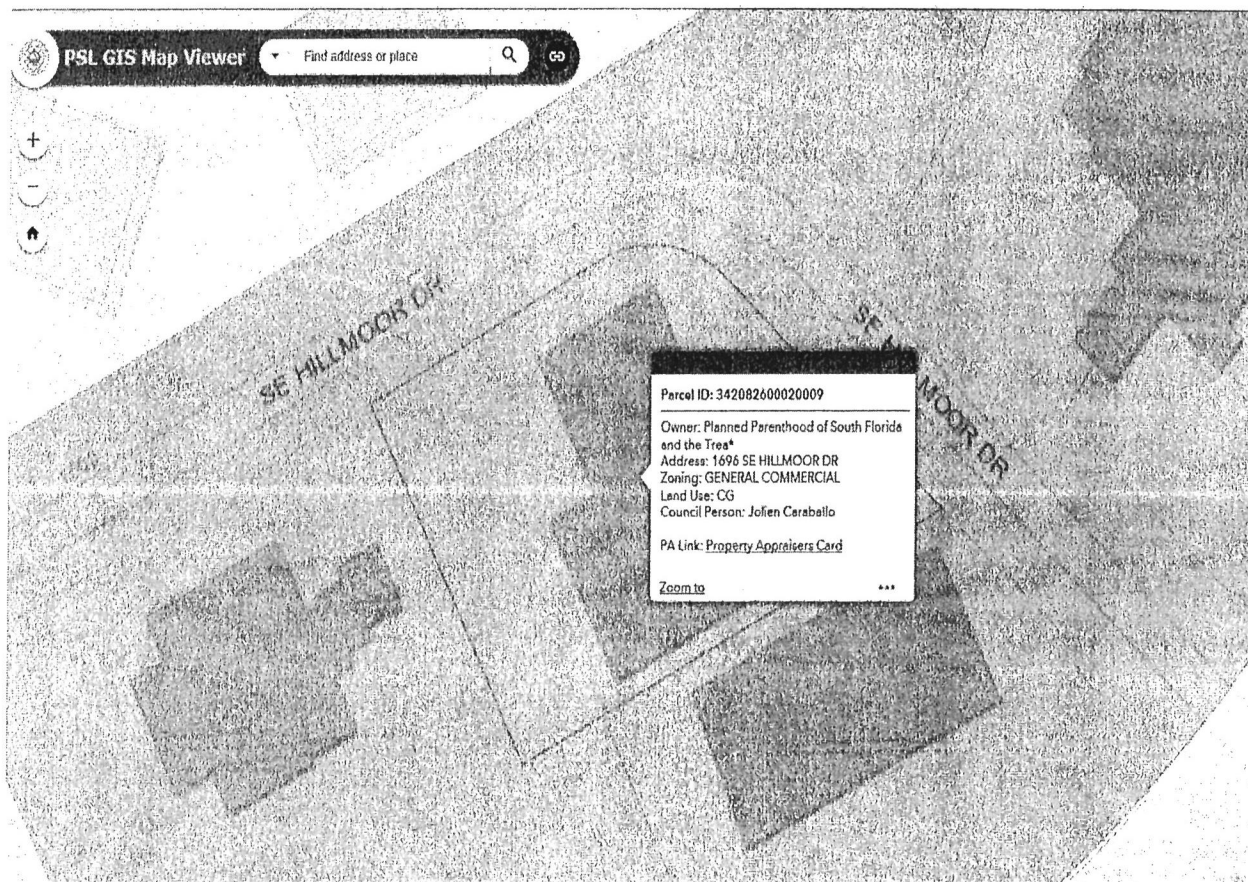 PSL GIS Map Viewer
Find address or place
+
−
SE HILLMOOR DR
SE HILLMOOR DR
Parcel ID: 342082600020009
Owner: Planned Parenthood of South Florida
and the Trea*
Address: 1696 SE HILLMOOR DR
Zoning: GENERAL COMMERCIAL
Land Use: CG
Council Person: Jolien Caraballo
PA Link: Property Appraisers Card
Zoom to
•••